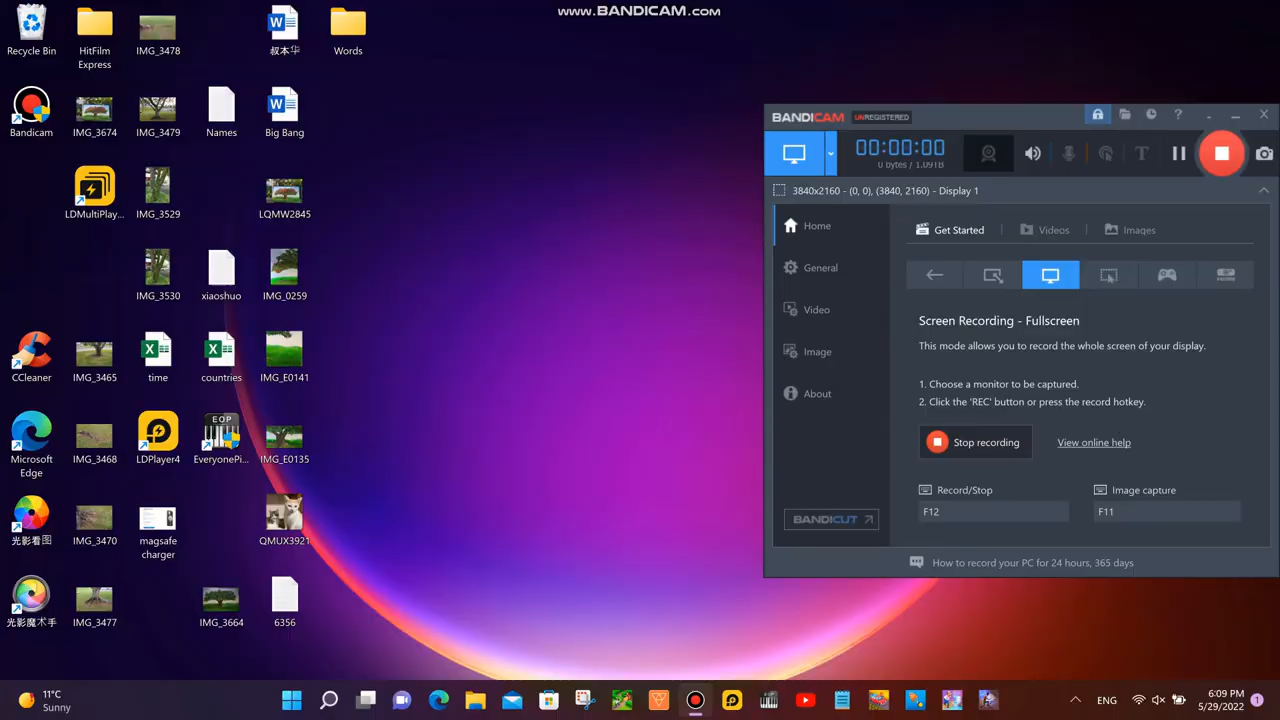 www.BANDICAM.com
Recycle Bin
HitFilm
Express
IMG_3478
叔本华
Words
Bandicam
IMG_3674
IMG_3479
Names
Big Bang
LDMultiPlay...
IMG_3529
LQMW2845
IMG_3530
xiaoshuo
IMG_0259
CCleaner
IMG_3465
time
countries
IMG_E0141
Microsoft
Edge
IMG_3468
LDPlayer4
EOP
EveryonePi...
IMG_E0135
光影看图
IMG_3470
magsafe
charger
QMUX3921
光影魔术手
IMG_3477
IMG_3664
6356
BANDICAM UNREGISTERED
00:00:00
0 bytes / 1.09TB
3840x2160 - (0, 0), (3840, 2160) - Display 1
Home
General
Video
Image
About
BANDICUT
Get Started
Videos
Images
Screen Recording - Fullscreen
This mode allows you to record the whole screen of your display.
1. Choose a monitor to be captured.
2. Click the 'REC' button or press the record hotkey.
Stop recording
View online help
Record/Stop
Image capture
F12
F11
How to record your PC for 24 hours, 365 days
11°C
Sunny
ENG
6:09 PM
5/29/2022
1